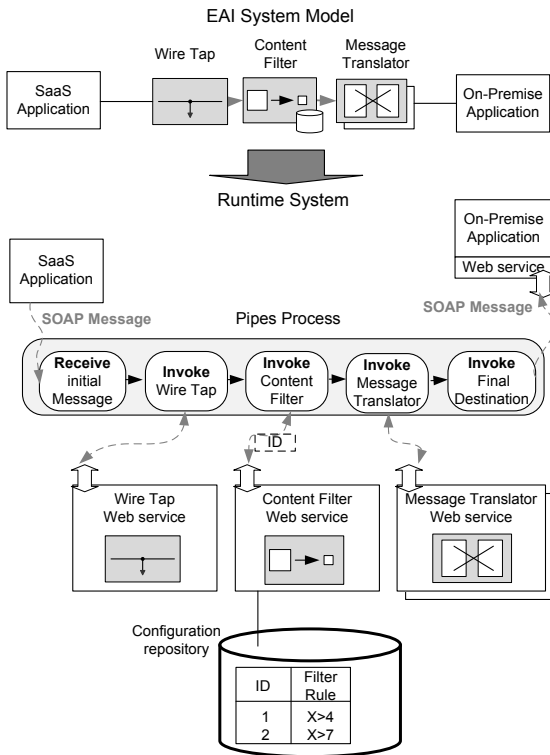 EAI System Model
Wire Tap
Content
Filter
Message
Translator
SaaS
Application
On-Premise
Application
Runtime System
SaaS
Application
On-Premise
Application
Web service
SOAP Message
SOAP Message
Pipes Process
Receive
initial
Message
Invoke
Wire Tap
Invoke
Content
Filter
Invoke
Message
Translator
Invoke
Final
Destination
ID
Wire Tap
Web service
Content Filter
Web service
Message Translator
Web service
Configuration
repository
ID Filter
Rule
1 X>4
2 X>7